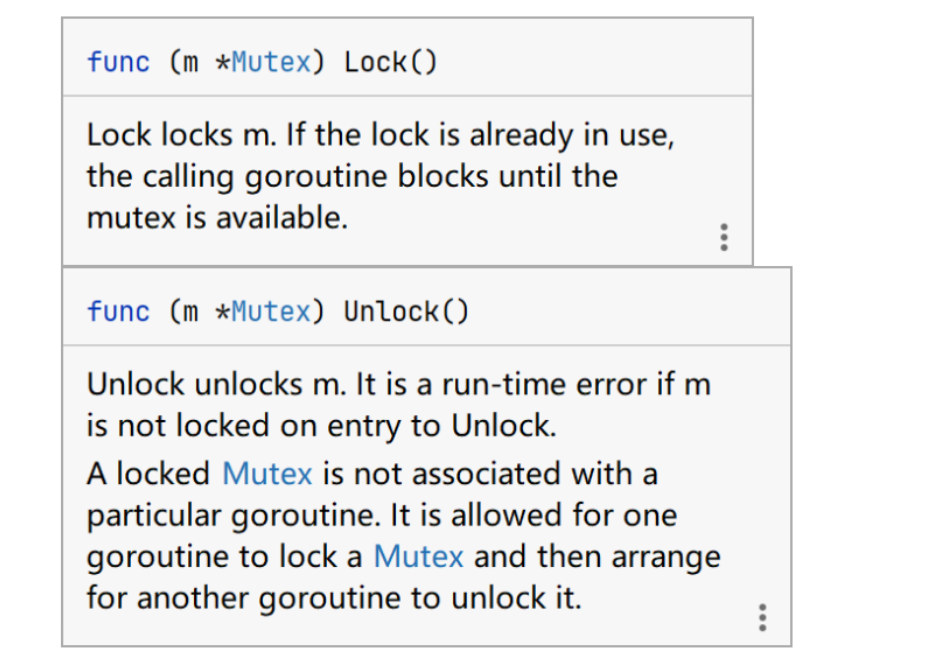 func (m *Mutex) Lock()
Lock locks m. If the lock is already in use,
the calling goroutine blocks until the
mutex is available.
func (m *Mutex) Unlock()
Unlock unlocks m. It is a run-time error if m
is not locked on entry to Unlock.
A locked Mutex is not associated with a
particular goroutine. It is allowed for one
goroutine to lock a Mutex and then arrange
for another goroutine to unlock it.